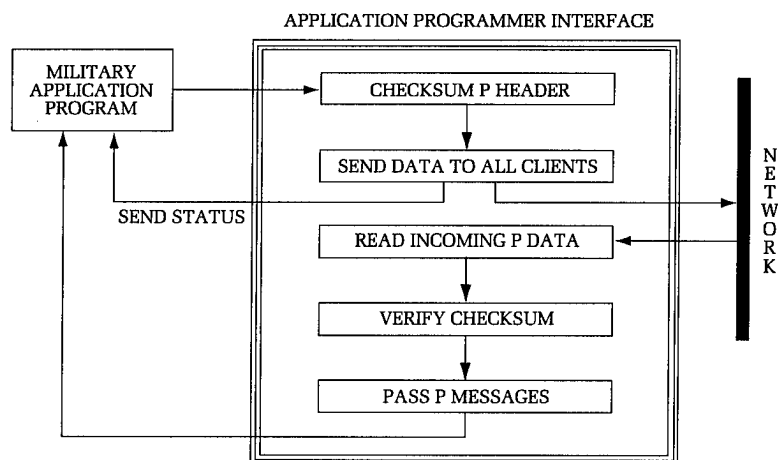 APPLICATION PROGRAMMER INTERFACE
MILITARY
APPLICATION
PROGRAM
CHECKSUM P HEADER
SEND DATA TO ALL CLIENTS
SEND STATUS
READ INCOMING P DATA
VERIFY CHECKSUM
PASS P MESSAGES
NETWORK